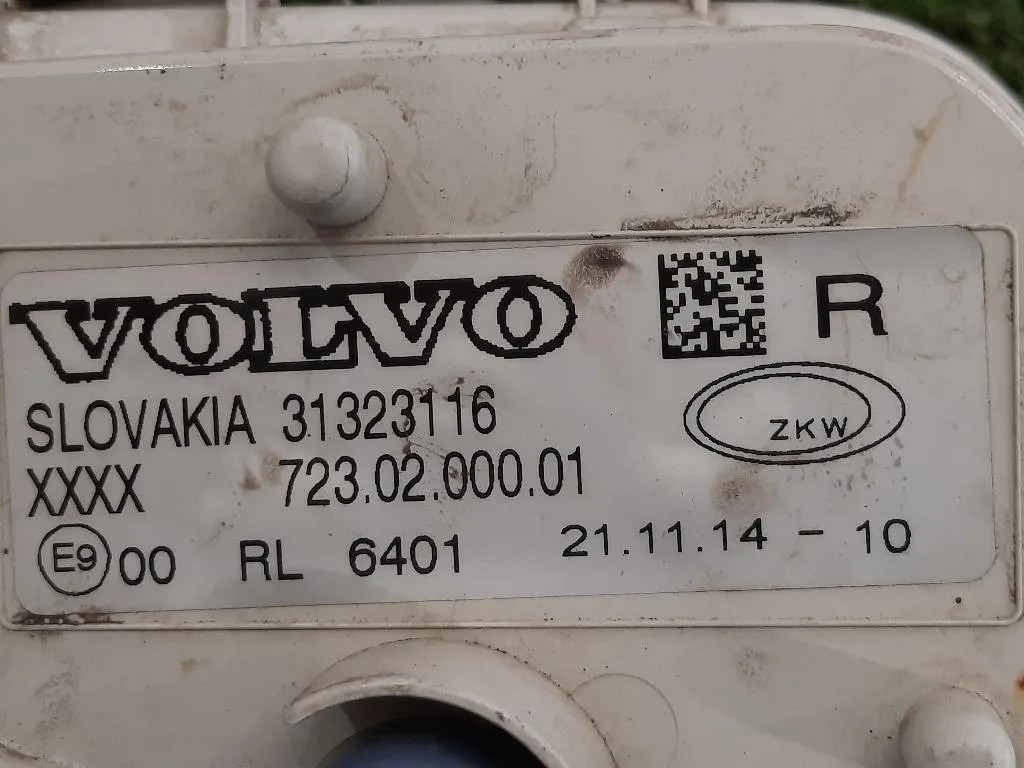 VOLVO R
SLOVAKIA 31323116
ZKW
XXXX 723.02.000.01
E9 00 RL 6401 21.11.14 - 10